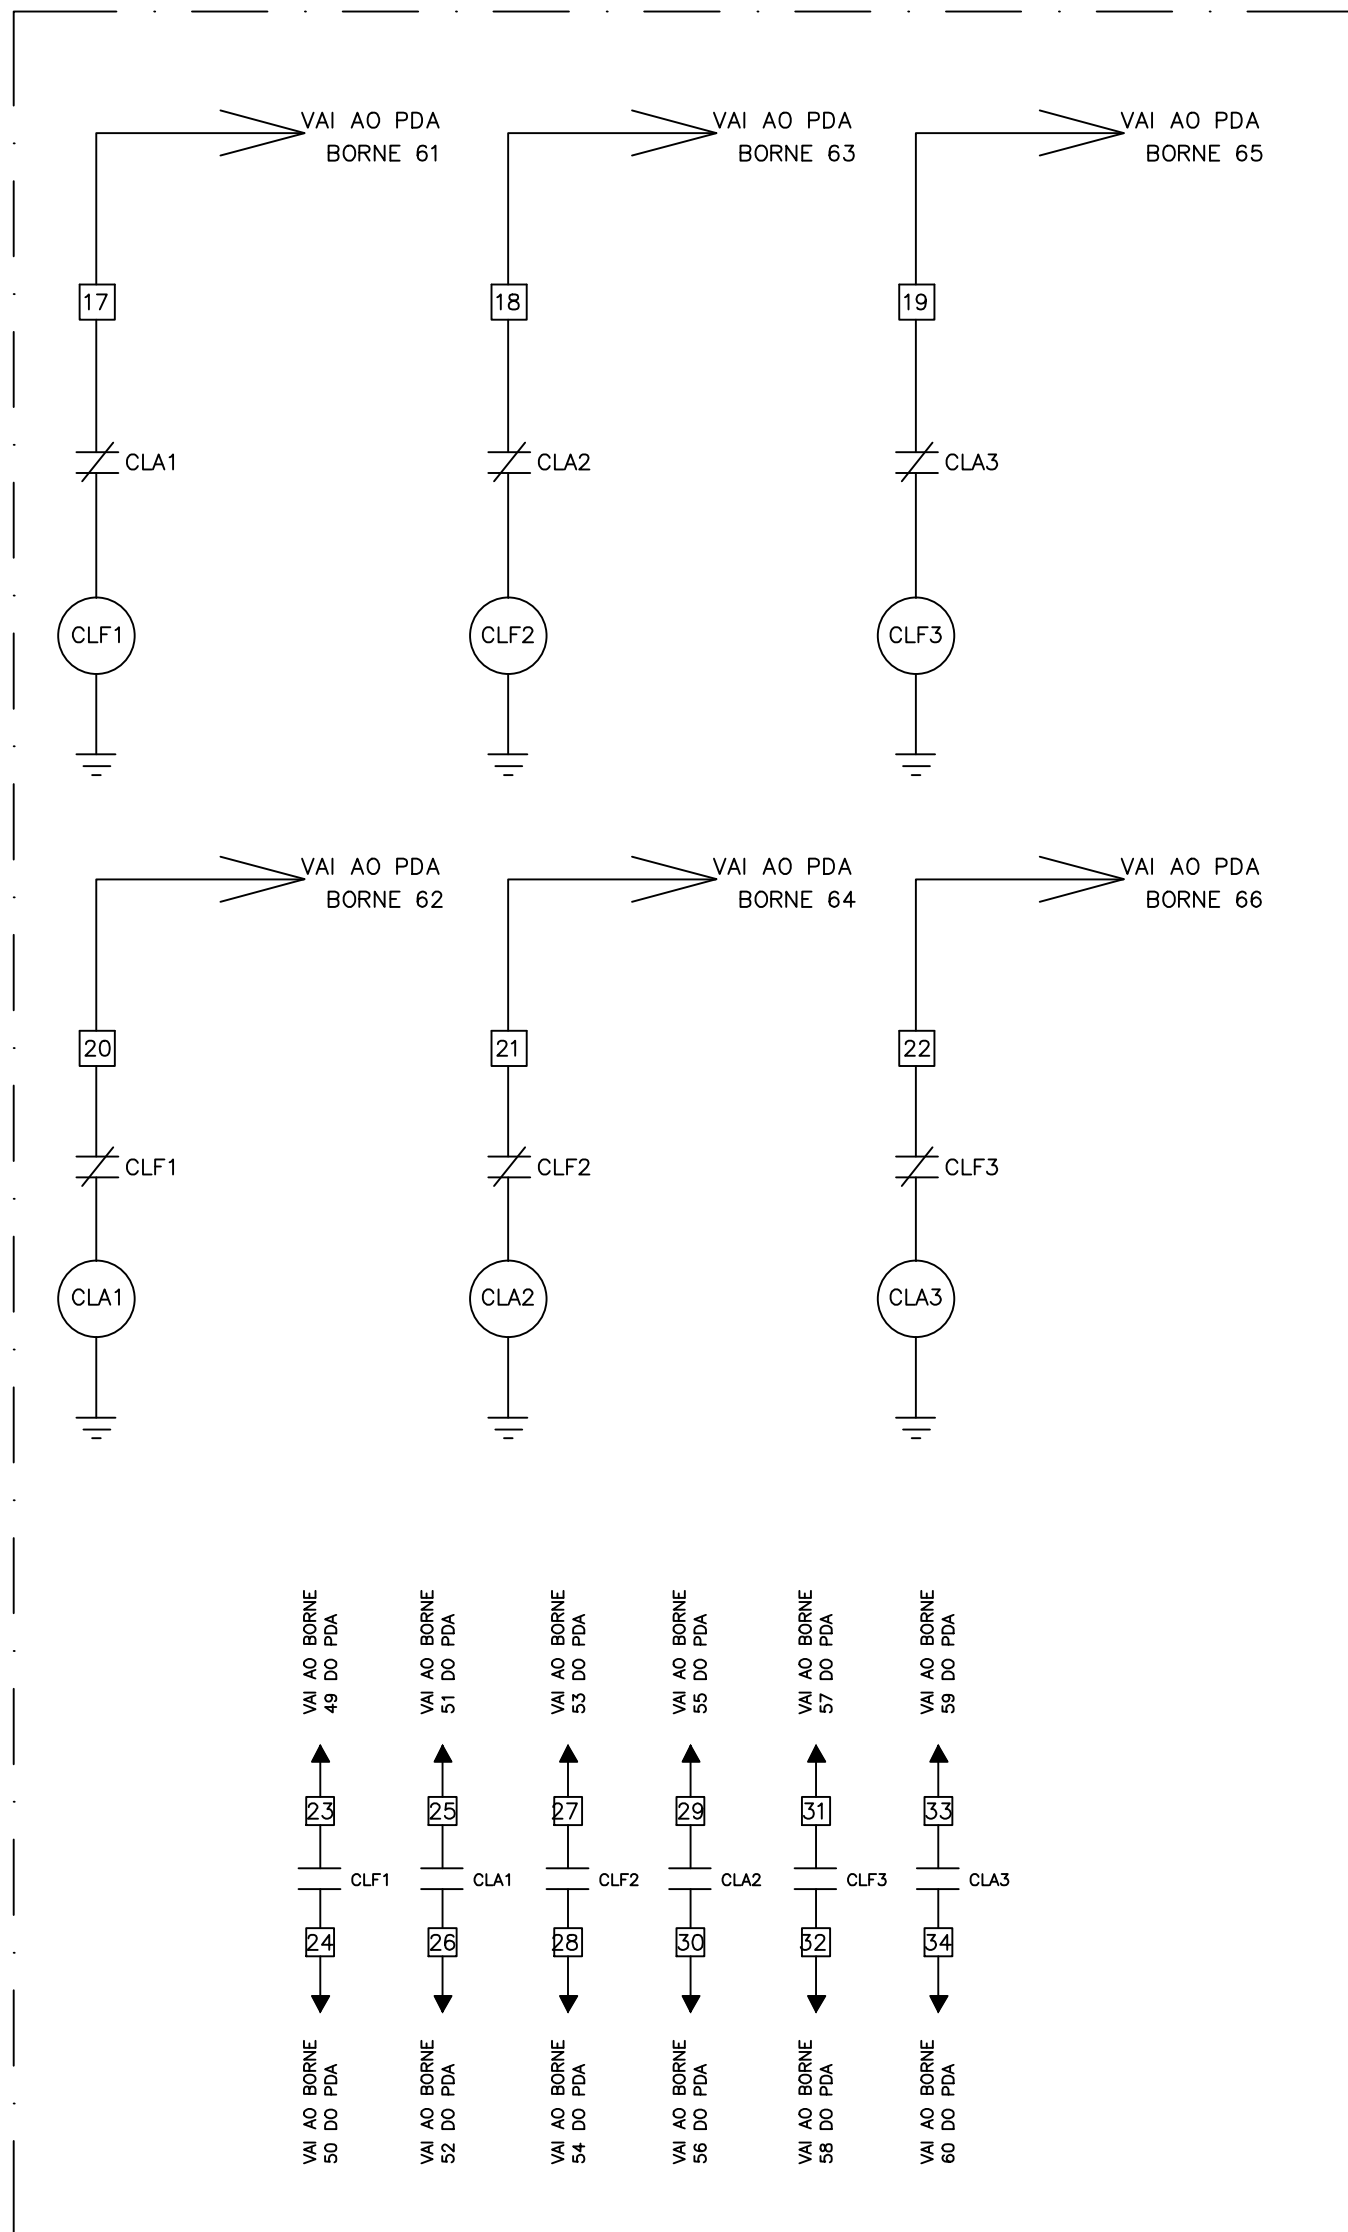 VAI AO PDA
BORNE 61
VAI AO PDA
BORNE 63
VAI AO PDA
BORNE 65
17
18
19
CLA1
CLA2
CLA3
CLF1
CLF2
CLF3
VAI AO PDA
BORNE 62
VAI AO PDA
BORNE 64
VAI AO PDA
BORNE 66
20
21
22
CLF1
CLF2
CLF3
CLA1
CLA2
CLA3
VAI AO BORNE
49 DO PDA
VAI AO BORNE
51 DO PDA
VAI AO BORNE
53 DO PDA
VAI AO BORNE
55 DO PDA
VAI AO BORNE
57 DO PDA
VAI AO BORNE
59 DO PDA
23
25
27
29
31
33
CLF1
CLA1
CLF2
CLA2
CLF3
CLA3
24
26
28
30
32
34
VAI AO BORNE
50 DO PDA
VAI AO BORNE
52 DO PDA
VAI AO BORNE
54 DO PDA
VAI AO BORNE
56 DO PDA
VAI AO BORNE
58 DO PDA
VAI AO BORNE
60 DO PDA